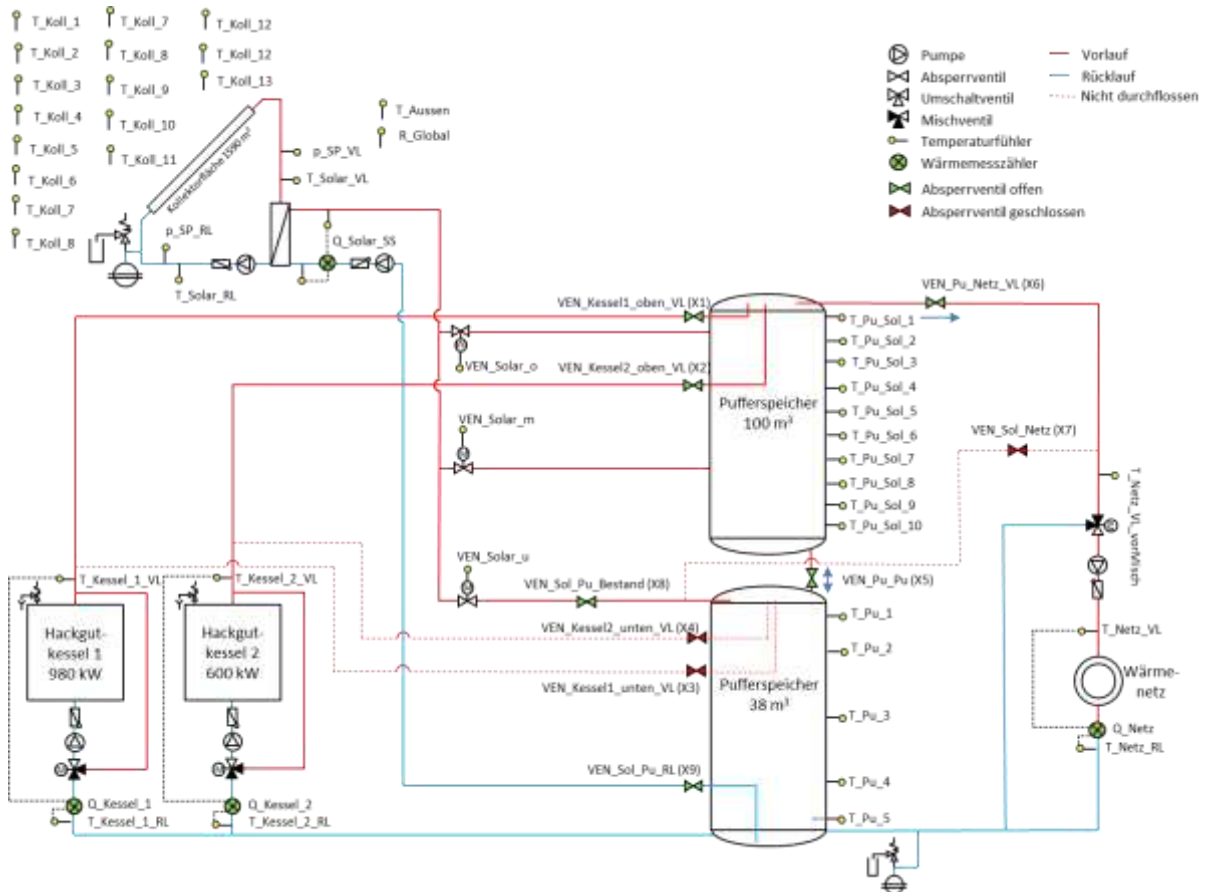 T_Koll_1
T_Koll_2
T_Koll_3
T_Koll_4
T_Koll_5
T_Koll_6
T_Koll_7
T_Koll_8
T_Koll_7
T_Koll_8
T_Koll_9
T_Koll_10
T_Koll_11
T_Koll_12
T_Koll_12
T_Koll_13
T_Aussen
R_Global
Kollektorfläche 1590 m²
p_SP_VL
T_Solar_VL
p_SP_RL
T_Solar_RL
Q_Solar_SS
Pumpe
Absperrventil
Umschaltventil
Mischventil
Temperaturfühler
Wärmemesszähler
Absperrventil offen
Absperrventil geschlossen
Vorlauf
Rücklauf
Nicht durchflossen
VEN_Kessel1_oben_VL (X1)
VEN_Solar_o
VEN_Kessel2_oben_VL (X2)
VEN_Solar_m
M
VEN_Solar_u
M
VEN_Sol_Pu_Bestand (X8)
VEN_Kessel2_unten_VL (X4)
VEN_Kessel1_unten_VL (X3)
VEN_Sol_Pu_RL (X9)
VEN_Pu_Netz_VL (X6)
VEN_Sol_Netz (X7)
VEN_Pu_Pu (X5)
Pufferspeicher
100 m³
T_Pu_Sol_1
T_Pu_Sol_2
T_Pu_Sol_3
T_Pu_Sol_4
T_Pu_Sol_5
T_Pu_Sol_6
T_Pu_Sol_7
T_Pu_Sol_8
T_Pu_Sol_9
T_Pu_Sol_10
Pufferspeicher
38 m³
T_Pu_1
T_Pu_2
T_Pu_3
T_Pu_4
T_Pu_5
T_Kessel_1_VL
Hackgut-
kessel 1
980 kW
M
Q_Kessel_1
T_Kessel_1_RL
T_Kessel_2_VL
Hackgut-
kessel 2
600 kW
M
Q_Kessel_2
T_Kessel_2_RL
T_Netz_VL_vorMisch
T_Netz_VL
Wärme-
netz
Q_Netz
T_Netz_RL